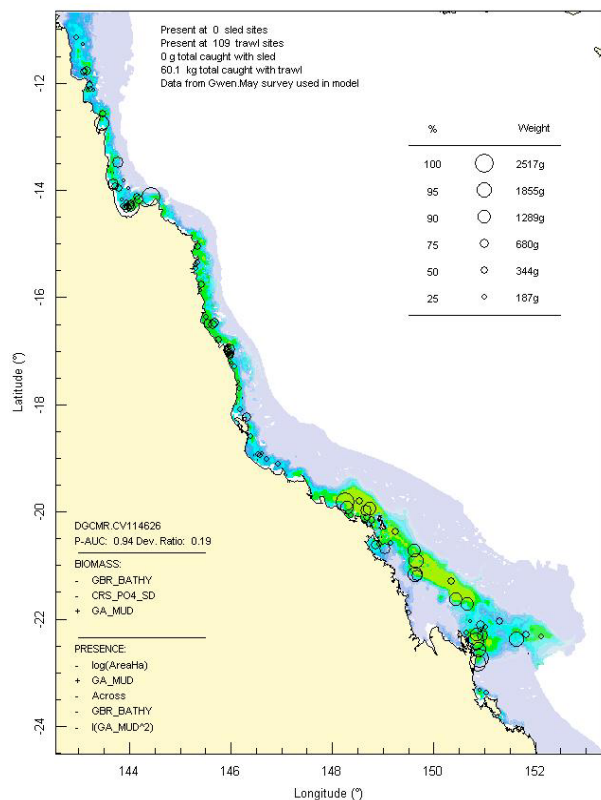 Present at 0 sled sites
Present at 109 trawl sites
0 g total caught with sled
60.1 kg total caught with trawl
Data from Gwen.May survey used in model
% Weight
100 2517g
95 1855g
90 1289g
75 680g
50 344g
25 187g
-12
-14
-16
-18
-20
-22
-24
Latitude (°)
DGCMR.CV114626
P-AUC: 0.94 Dev. Ratio: 0.19
BIOMASS:
- GBR_BATHY
- CRS_PO4_SD
+ GA_MUD
PRESENCE:
- log(AreaHa)
+ GA_MUD
- Across
- GBR_BATHY
- I(GA_MUD^2)
144 146 148 150 152
Longitude (°)